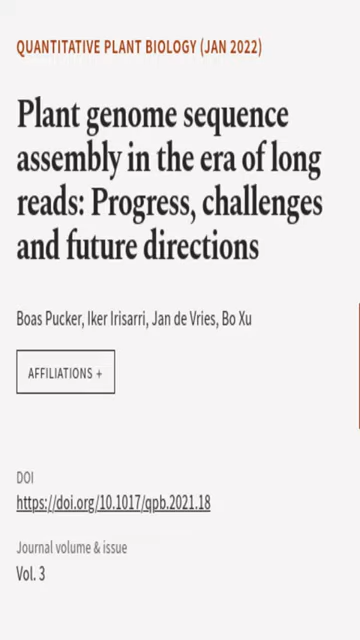 QUANTITATIVE PLANT BIOLOGY (JAN 2022)
Plant genome sequence
assembly in the era of long
reads: Progress, challenges
and future directions
Boas Pucker, Iker Irisarri, Jan de Vries, Bo Xu
AFFILIATIONS +
DOI
https://doi.org/10.1017/qpb.2021.18
Journal volume & issue
Vol. 3